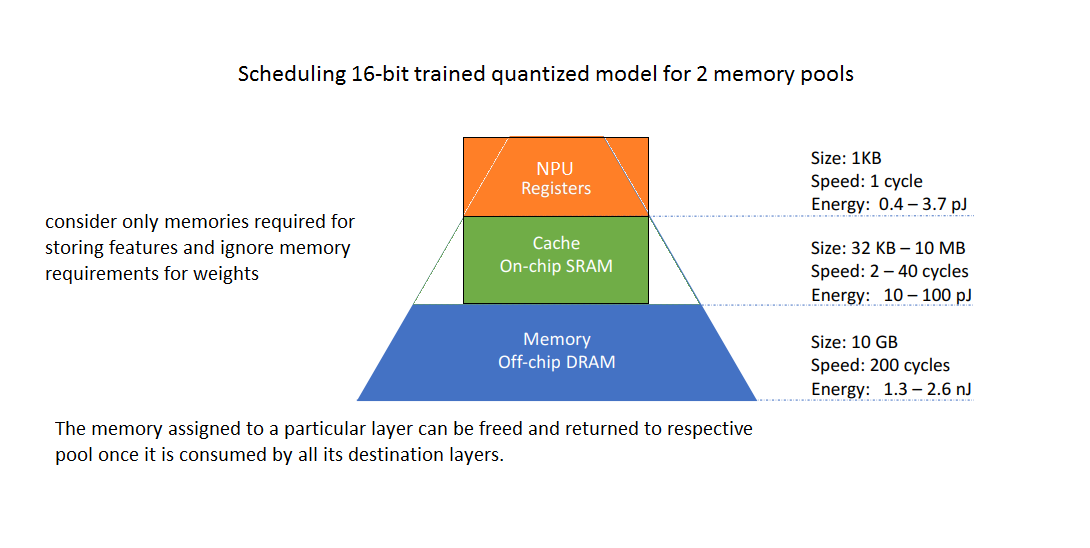 Scheduling 16-bit trained quantized model for 2 memory pools
consider only memories required for
storing features and ignore memory
requirements for weights
NPU
Registers
Size: 1KB
Speed: 1 cycle
Energy: 0.4 – 3.7 pJ
Cache
On-chip SRAM
Size: 32 KB – 10 MB
Speed: 2 – 40 cycles
Energy: 10 – 100 pJ
Memory
Off-chip DRAM
Size: 10 GB
Speed: 200 cycles
Energy: 1.3 – 2.6 nJ
The memory assigned to a particular layer can be freed and returned to respective
pool once it is consumed by all its destination layers.